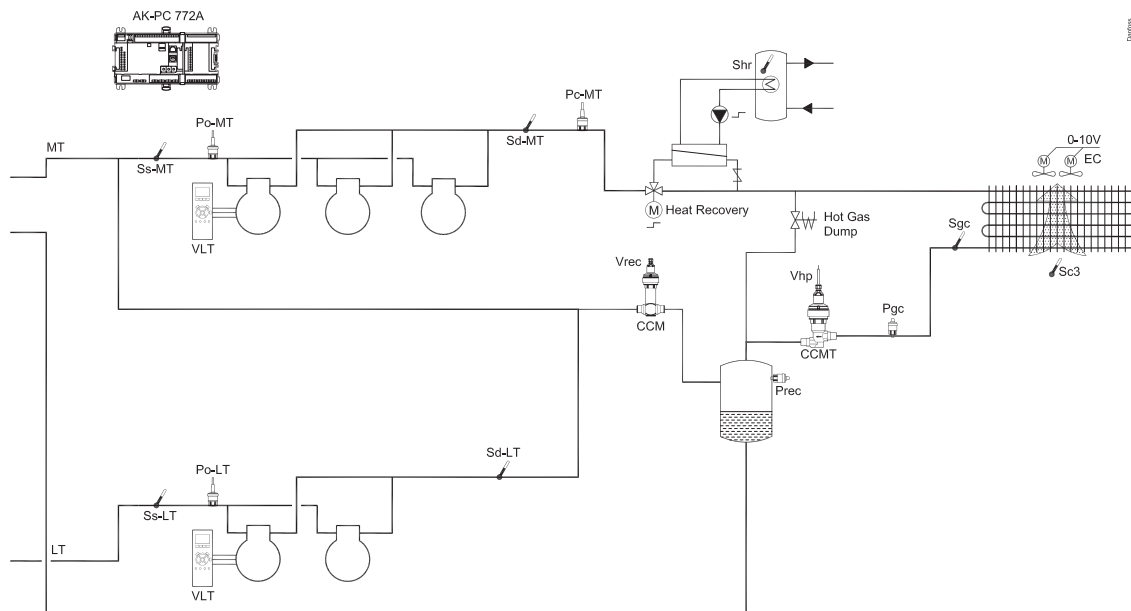 AK-PC 772A
Danfoss
Shr
Pc-MT
Po-MT
Sd-MT
0-10V
M
M
EC
MT
Ss-MT
M
Heat Recovery
Hot Gas
Dump
VLT
Sgc
Sc3
Vrec
Vhp
Pgc
CCM
CCMT
Prec
Sd-LT
Po-LT
Ss-LT
LT
VLT